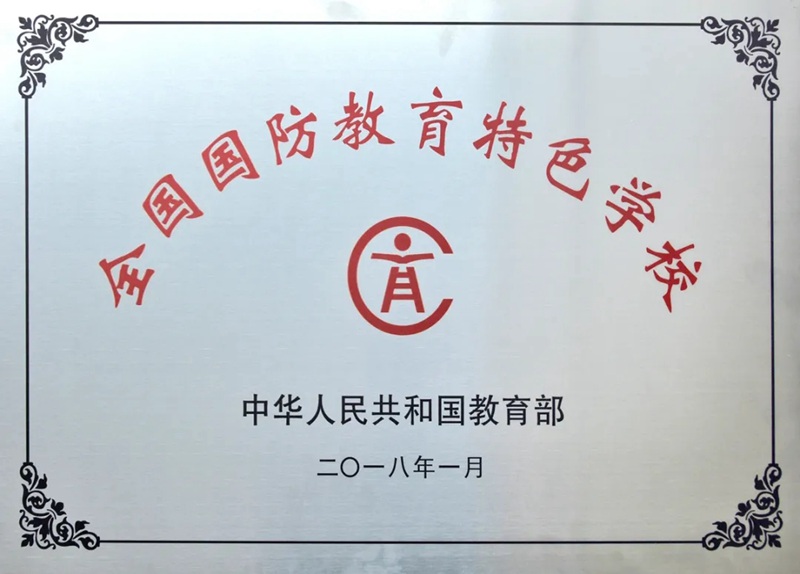 全国国防教育特色学校
中华人民共和国教育部
二〇一八年一月